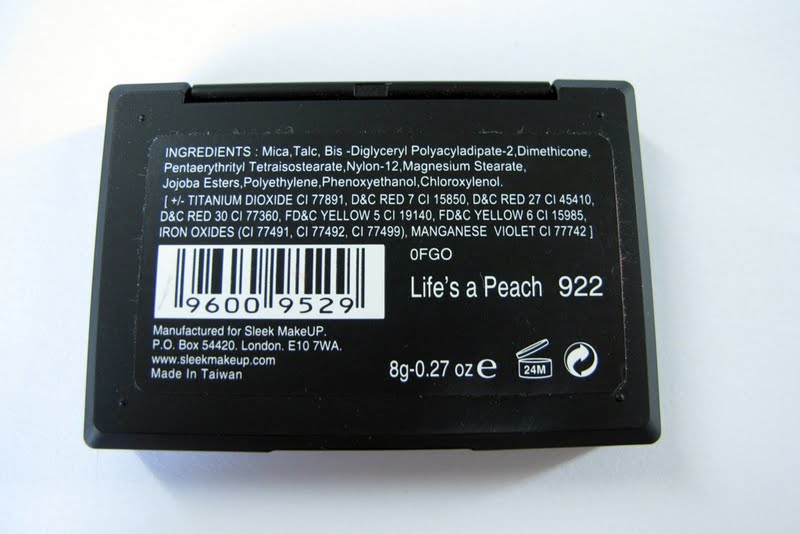 INGREDIENTS : Mica,Talc, Bis -Diglyceryl Polyacyladipate-2,Dimethicone,
Pentaerythrityl Tetraisostearate,Nylon-12,Magnesium Stearate,
Jojoba Esters,Polyethylene,Phenoxyethanol,Chloroxylenol.
[ +/- TITANIUM DIOXIDE CI 77891, D&C RED 7 CI 15850, D&C RED 27 CI 45410,
D&C RED 30 CI 77360, FD&C YELLOW 5 CI 19140, FD&C YELLOW 6 CI 15985,
IRON OXIDES (CI 77491, CI 77492, CI 77499), MANGANESE VIOLET CI 77742 ]
0FGO
Life's a Peach 922
9600 9529
Manufactured for Sleek MakeUP.
P.O. Box 54420. London. E10 7WA.
www.sleekmakeup.com
Made In Taiwan
8g-0.27 oz e
24M